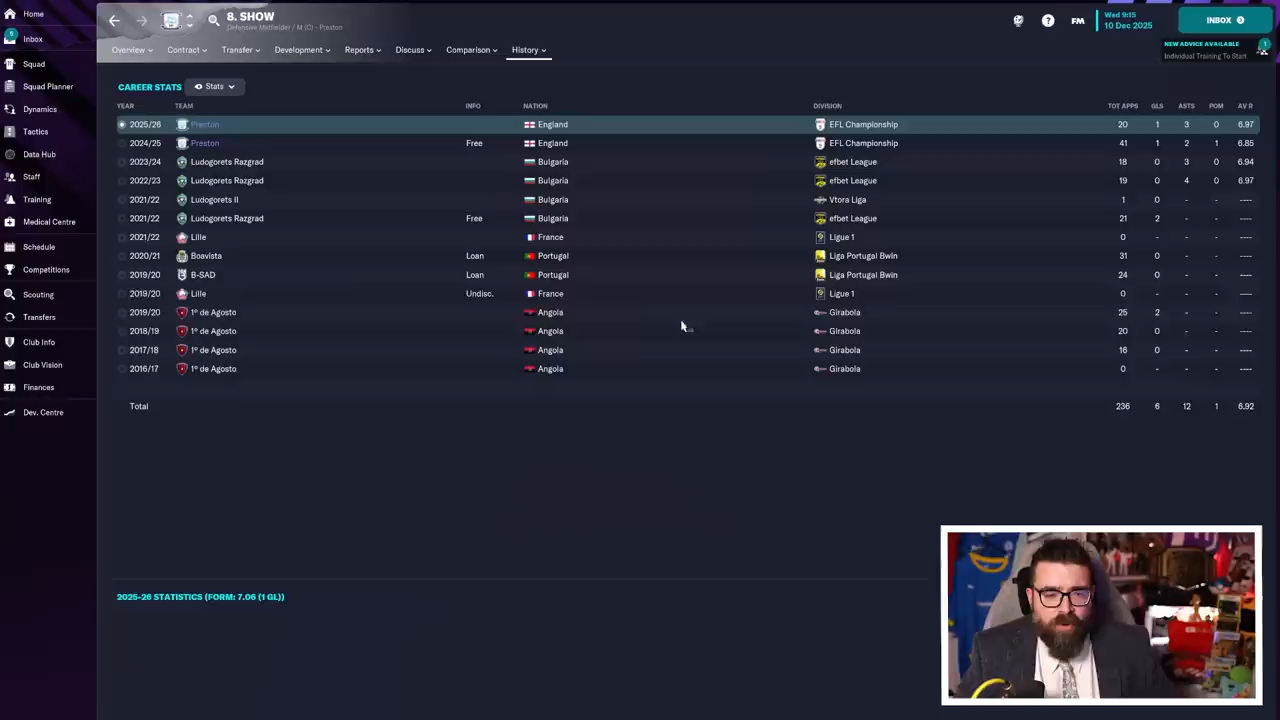 Home
8. SHOW
Defensive Midfielder / M (C) - Preston
FM
Wed 9:15
10 Dec 2025
INBOX
6
Inbox
NEW ADVICE AVAILABLE
1
Individual Training To Start
Overview
Contract
Transfer
Development
Reports
Discuss
Comparison
History
Squad
Squad Planner
Dynamics
Tactics
Data Hub
Staff
Training
Medical Centre
Schedule
Competitions
Scouting
Transfers
Club Info
Club Vision
Finances
Dev. Centre
CAREER STATS Stats
YEAR TEAM INFO NATION DIVISION TOT APPS GLS ASTS POM AV R
2025/26 Preston England EFL Championship 20 1 3 0 6.97
2024/25 Preston Free England EFL Championship 41 1 2 1 6.85
2023/24 Ludogorets Razgrad Bulgaria efbet League 18 0 3 0 6.94
2022/23 Ludogorets Razgrad Bulgaria efbet League 19 0 4 0 6.97
2021/22 Ludogorets II Bulgaria Vtora Liga 1 0 - - ----
2021/22 Ludogorets Razgrad Free Bulgaria efbet League 21 2 - - ----
2021/22 Lille France Ligue 1 0 - - - ----
2020/21 Boavista Loan Portugal Liga Portugal Bwin 31 0 - - ----
2019/20 B-SAD Loan Portugal Liga Portugal Bwin 24 0 - - ----
2019/20 Lille Undisc. France Ligue 1 0 - - - ----
2019/20 1º de Agosto Angola Girabola 25 2 - - ----
2018/19 1º de Agosto Angola Girabola 20 0 - - ----
2017/18 1º de Agosto Angola Girabola 16 0 - - ----
2016/17 1º de Agosto Angola Girabola 0 - - - ----
Total 236 6 12 1 6.92
2025-26 STATISTICS (FORM: 7.06 (1 GL))